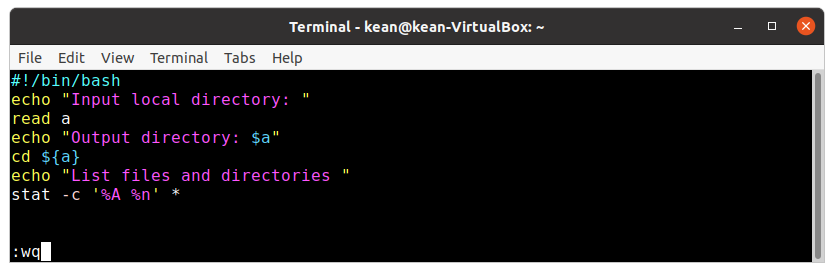 Terminal - kean@kean-VirtualBox: ~
File Edit View Terminal Tabs Help
#!/bin/bash
echo "Input local directory: "
read a
echo "Output directory: $a"
cd ${a}
echo "List files and directories "
stat -c '%A %n' *
:wq